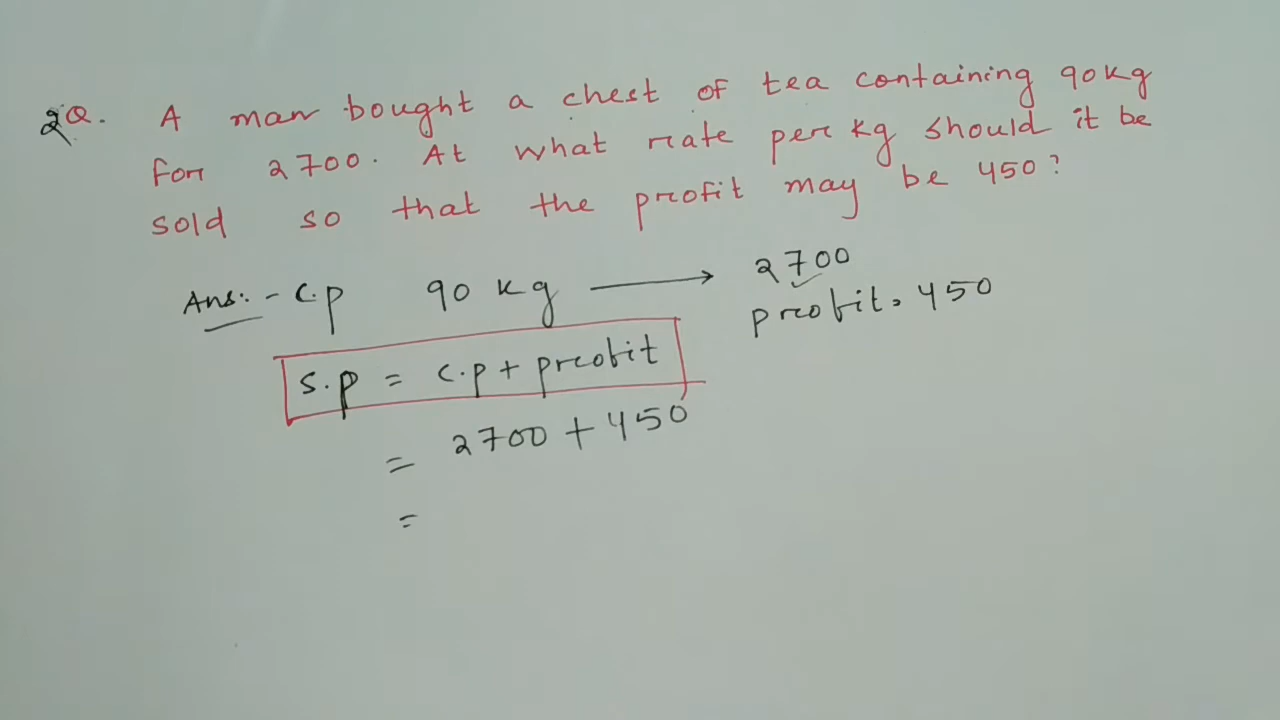 2Q. A man bought a chest of tea containing 90kg
for 2700. At what rate per kg should it be
sold so that the profit may be 450?
Ans:- C.p 90 kg → 2700
profit. 450
S.p = C.p + profit
= 2700 + 450
=